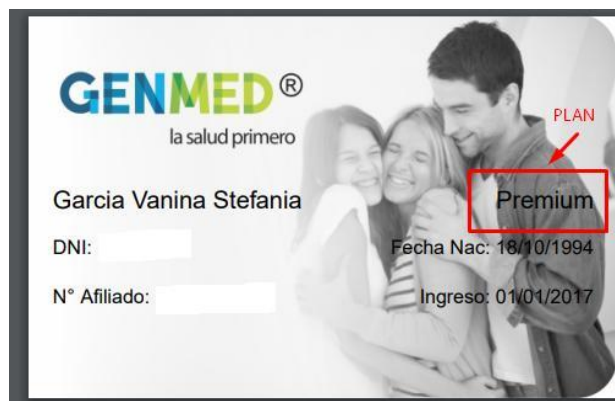 GENMED®
la salud primero
PLAN
Garcia Vanina Stefania
Premium
DNI:
Fecha Nac: 18/10/1994
N° Afiliado:
Ingreso: 01/01/2017